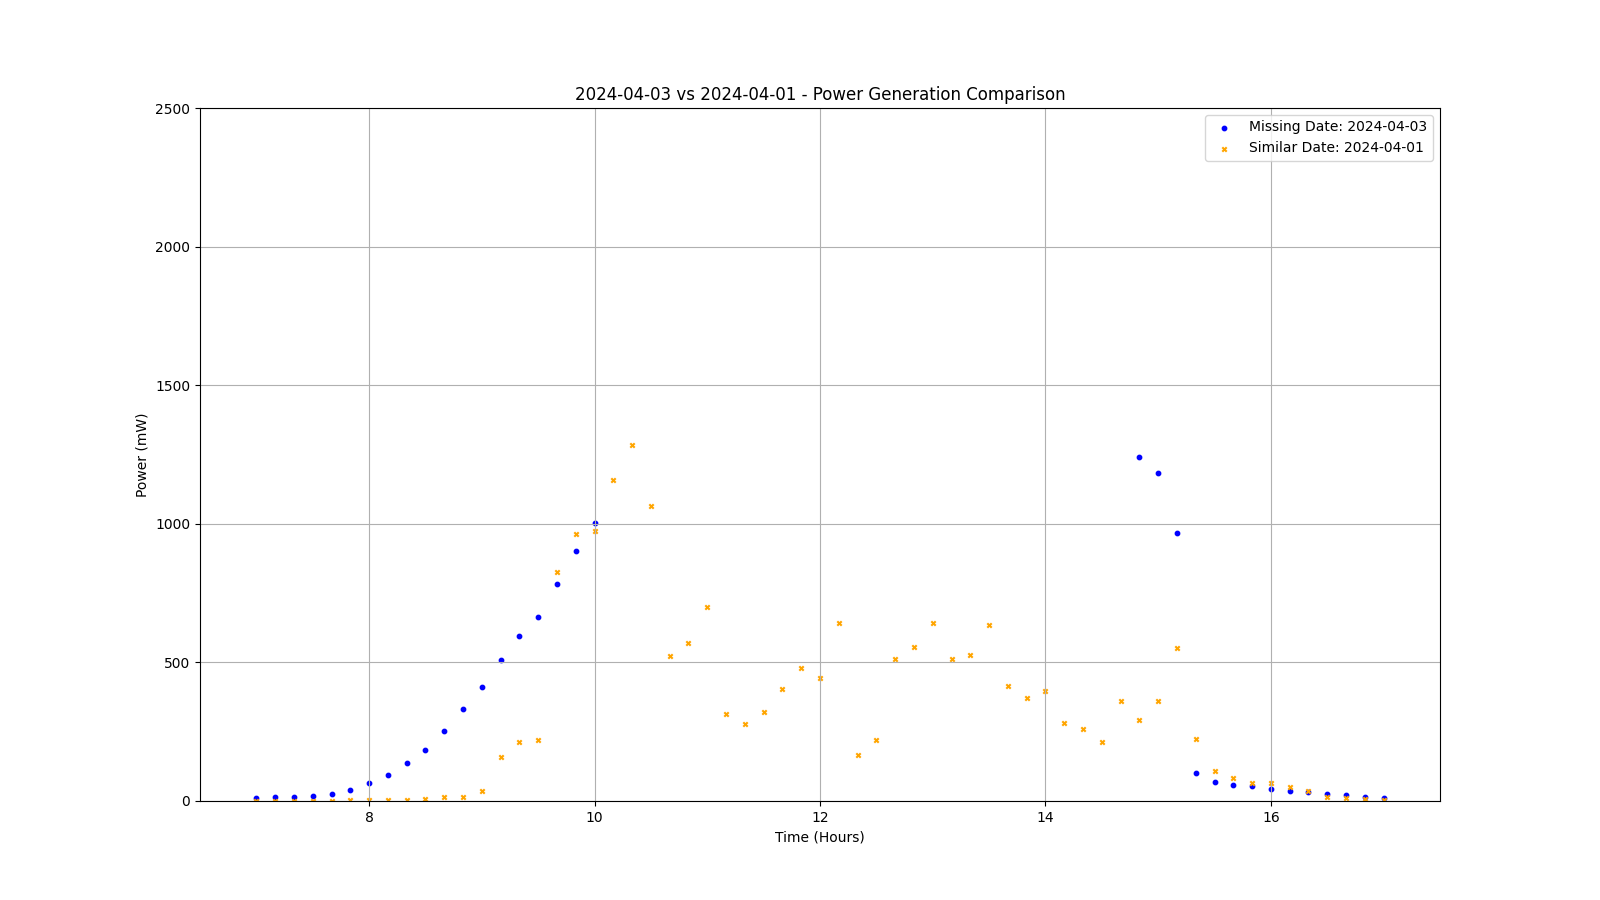 2024-04-03 vs 2024-04-01 - Power Generation Comparison
Missing Date: 2024-04-03
Similar Date: 2024-04-01
2500
2000
1500
1000
500
0
Power (mW)
8 10 12 14 16
Time (Hours)